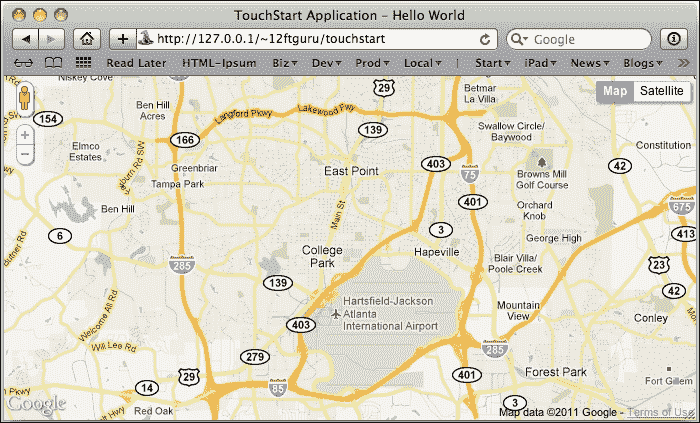 TouchStart Application – Hello World
http://127.0.0.1/~12ftguru/touchstart
Google
Read Later HTML-Ipsum Biz Dev Prod Local Start iPad News Blogs
Niskey Cove
29
Betmar
La Villa
Map Satellite
154
Ben Hill
Acres
Langford Pkwy
Lakewood Fwy
139
Swallow Circle/
Baywood
Constitution
Elmco
Estates
166
Greenbriar
East Point
403
75
Browns Mill
Golf Course
42
Tampa Park
401
Orchard
Knob
675
Ben Hill
Main St
3
George High
413
6
285
College
Park
Hapeville
Blair Villa/
Poole Creek
23
139
42
Hartsfield-Jackson
Atlanta
International Airport
Welcome All Rd
Mountain
View
Conley
403
Will Lee Rd
279
285
14
29
85
401
Forest Park
Fort Gillem
Google
Red Oak
3
Map data ©2011 Google - Terms of Use